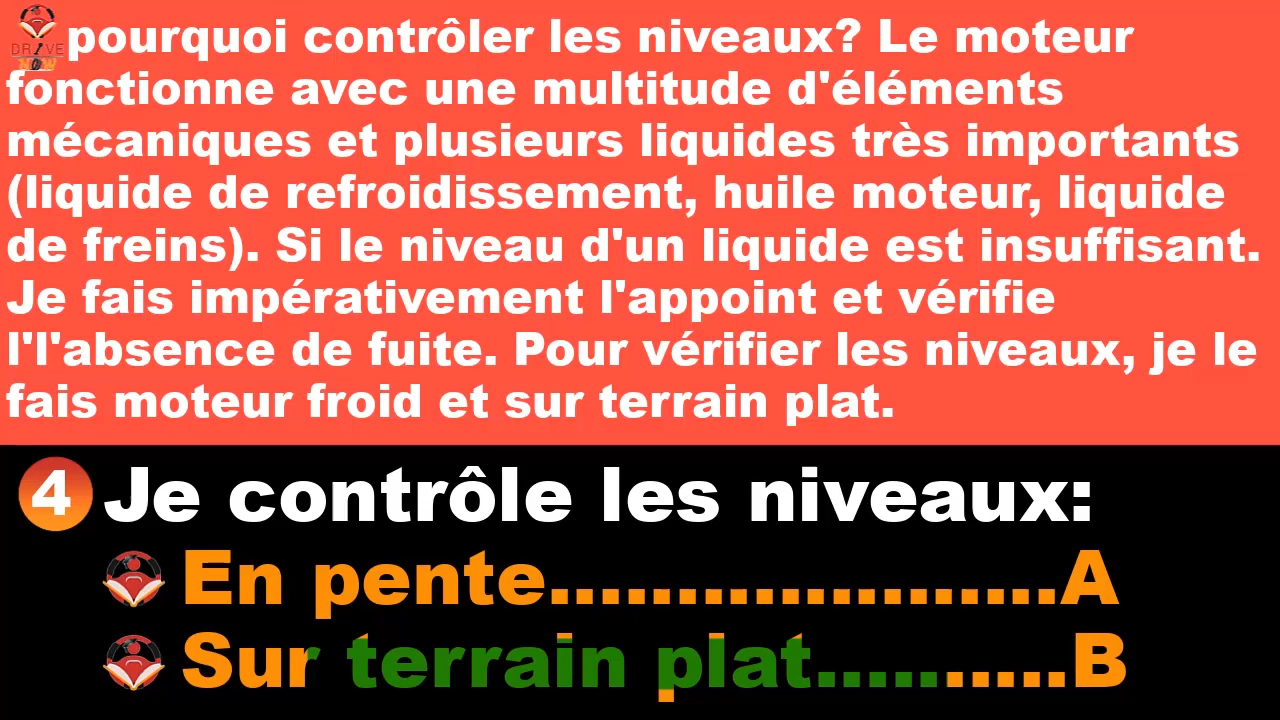 DRIVE
NOW
pourquoi contrôler les niveaux? Le moteur
fonctionne avec une multitude d'éléments
mécaniques et plusieurs liquides très importants
(liquide de refroidissement, huile moteur, liquide
de freins). Si le niveau d'un liquide est insuffisant.
Je fais impérativement l'appoint et vérifie
l'l'absence de fuite. Pour vérifier les niveaux, je le
fais moteur froid et sur terrain plat.
4 Je contrôle les niveaux:
En pente....................A
Sur terrain plat..........B